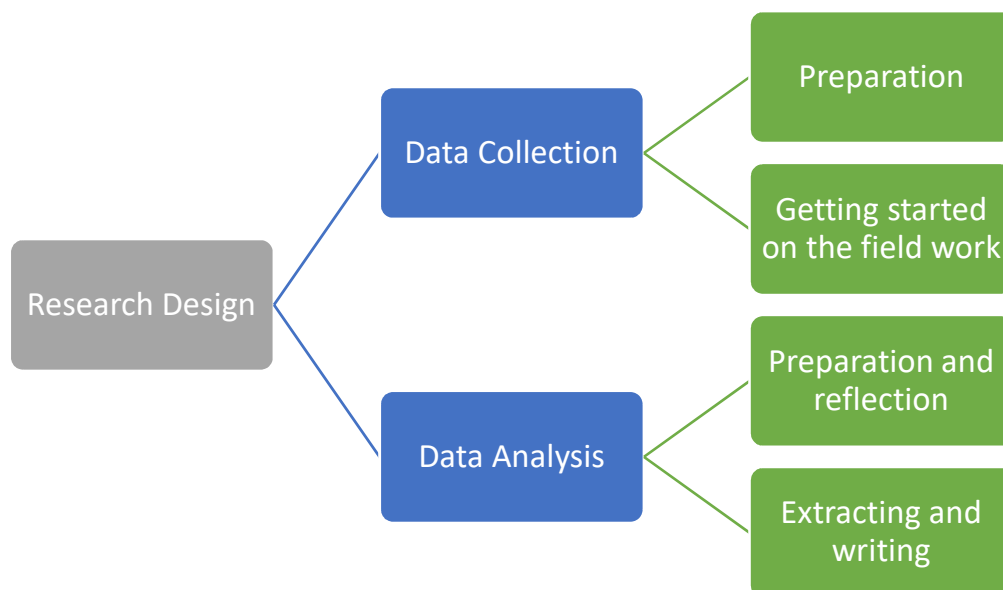 Research Design
Data Collection
Preparation
Getting started
on the field work
Data Analysis
Preparation and
reflection
Extracting and
writing